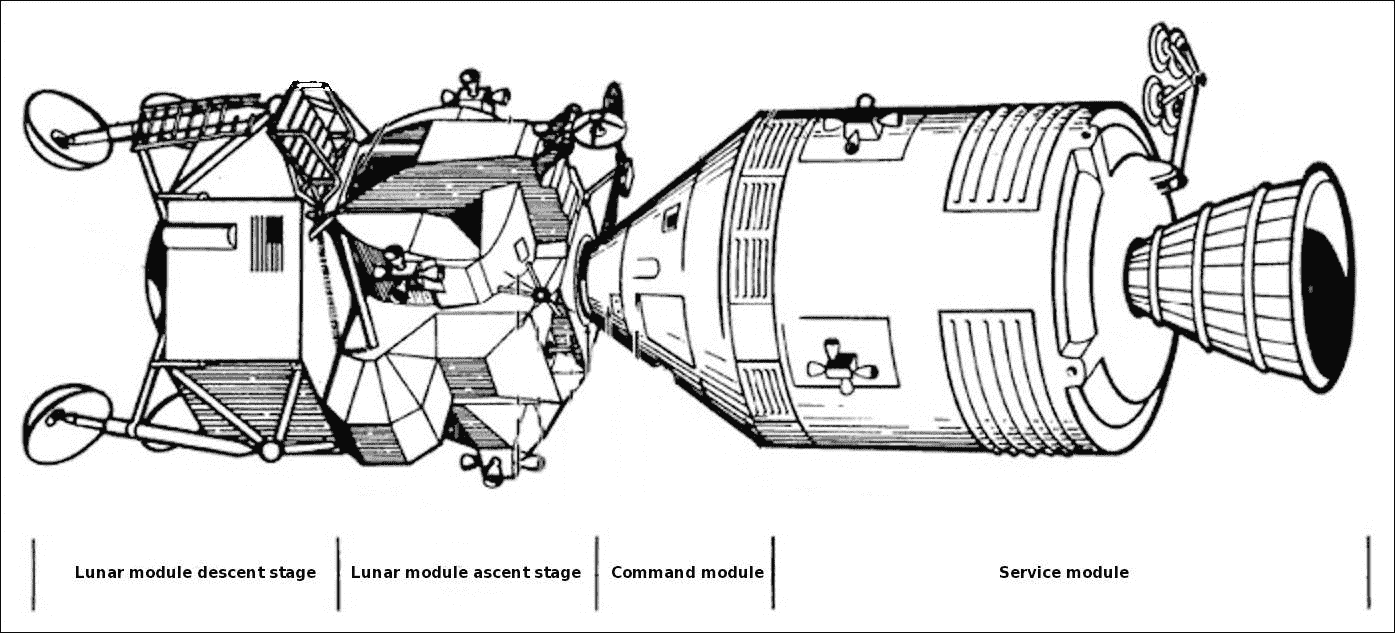 Lunar module descent stage
Lunar module ascent stage
Command module
Service module